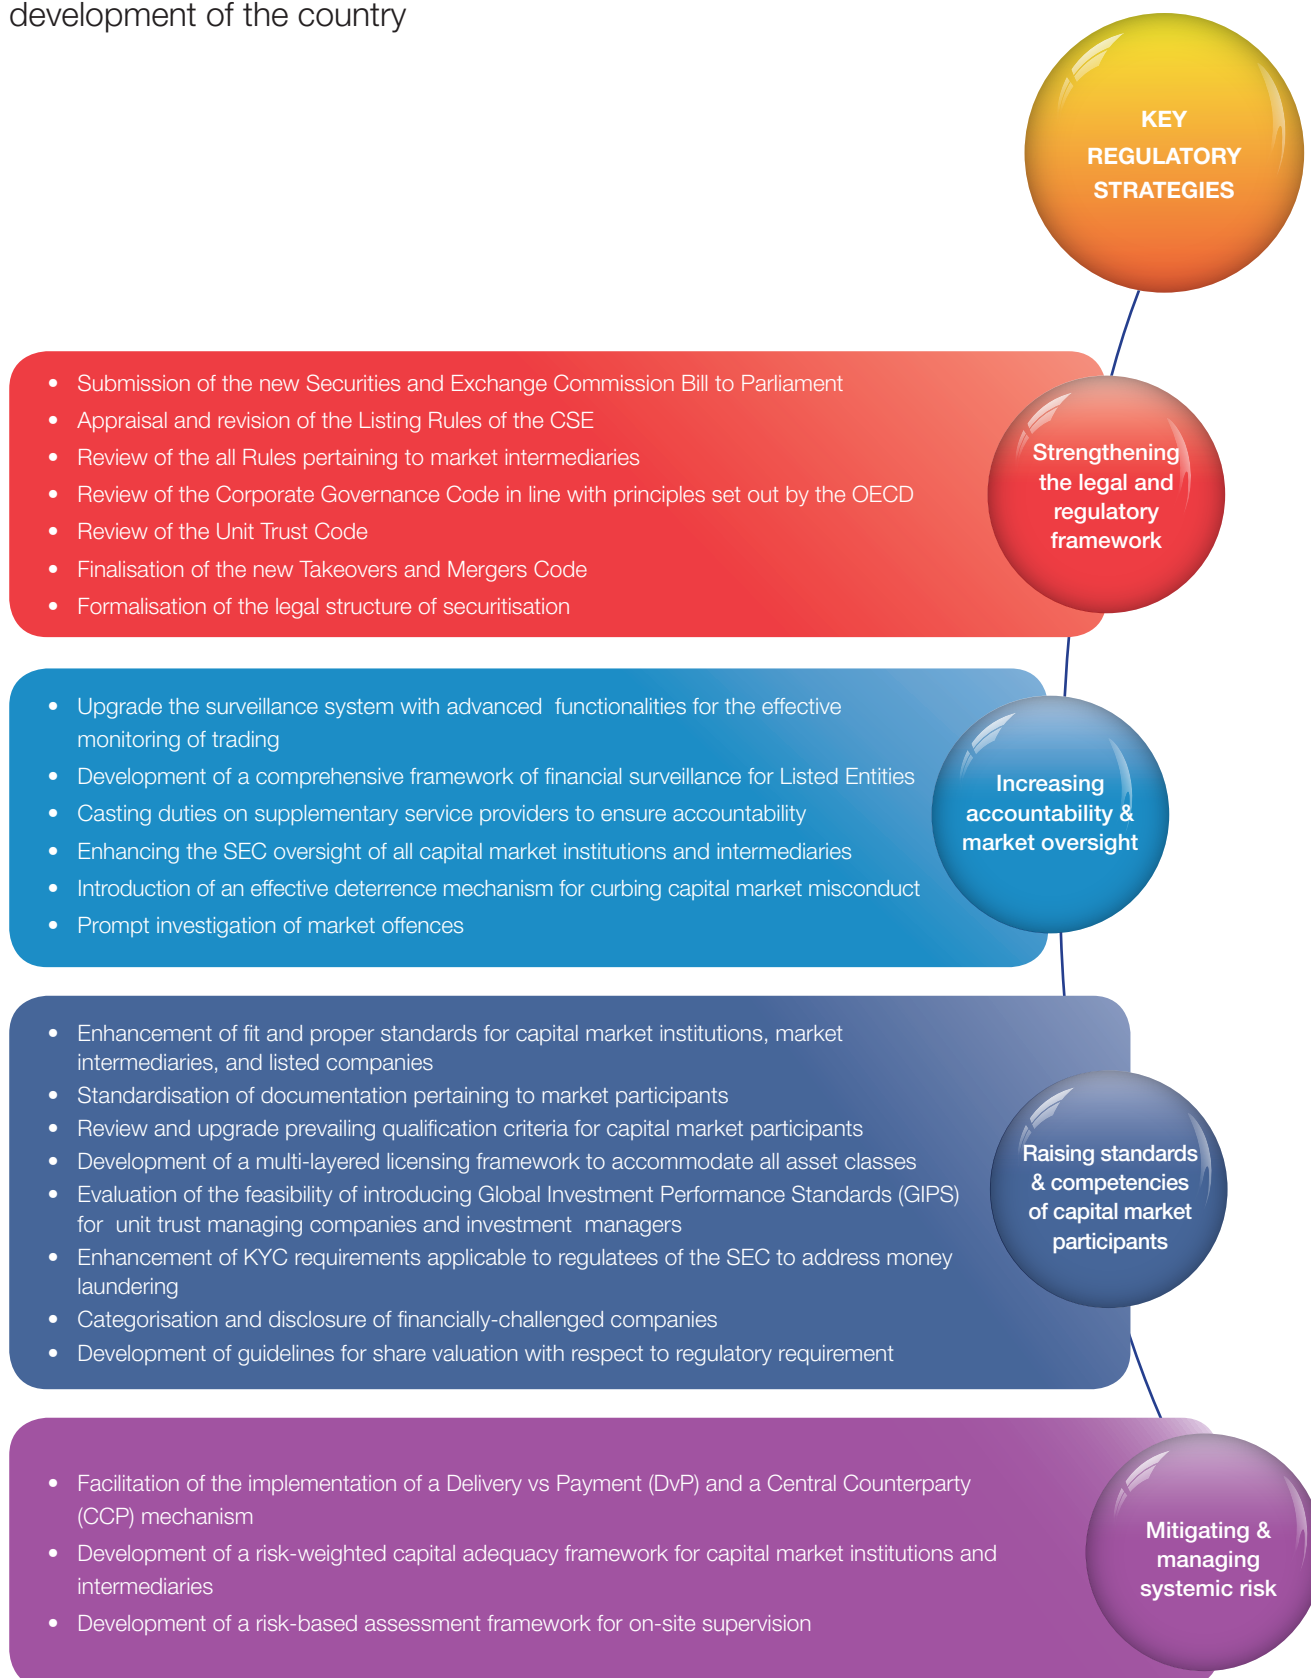 development of the country
KEY
REGULATORY
STRATEGIES
• Submission of the new Securities and Exchange Commission Bill to Parliament
• Appraisal and revision of the Listing Rules of the CSE
• Review of the all Rules pertaining to market intermediaries
• Review of the Corporate Governance Code in line with principles set out by the OECD
• Review of the Unit Trust Code
• Finalisation of the new Takeovers and Mergers Code
• Formalisation of the legal structure of securitisation
Strengthening
the legal and
regulatory
framework
• Upgrade the surveillance system with advanced functionalities for the effective
monitoring of trading
• Development of a comprehensive framework of financial surveillance for Listed Entities
• Casting duties on supplementary service providers to ensure accountability
• Enhancing the SEC oversight of all capital market institutions and intermediaries
• Introduction of an effective deterrence mechanism for curbing capital market misconduct
• Prompt investigation of market offences
Increasing
accountability &
market oversight
• Enhancement of fit and proper standards for capital market institutions, market
intermediaries, and listed companies
• Standardisation of documentation pertaining to market participants
• Review and upgrade prevailing qualification criteria for capital market participants
• Development of a multi-layered licensing framework to accommodate all asset classes
• Evaluation of the feasibility of introducing Global Investment Performance Standards (GIPS)
for unit trust managing companies and investment managers
• Enhancement of KYC requirements applicable to regulatees of the SEC to address money
laundering
• Categorisation and disclosure of financially-challenged companies
• Development of guidelines for share valuation with respect to regulatory requirement
Raising standards
& competencies
of capital market
participants
• Facilitation of the implementation of a Delivery vs Payment (DvP) and a Central Counterparty
(CCP) mechanism
• Development of a risk-weighted capital adequacy framework for capital market institutions and
intermediaries
• Development of a risk-based assessment framework for on-site supervision
Mitigating &
managing
systemic risk